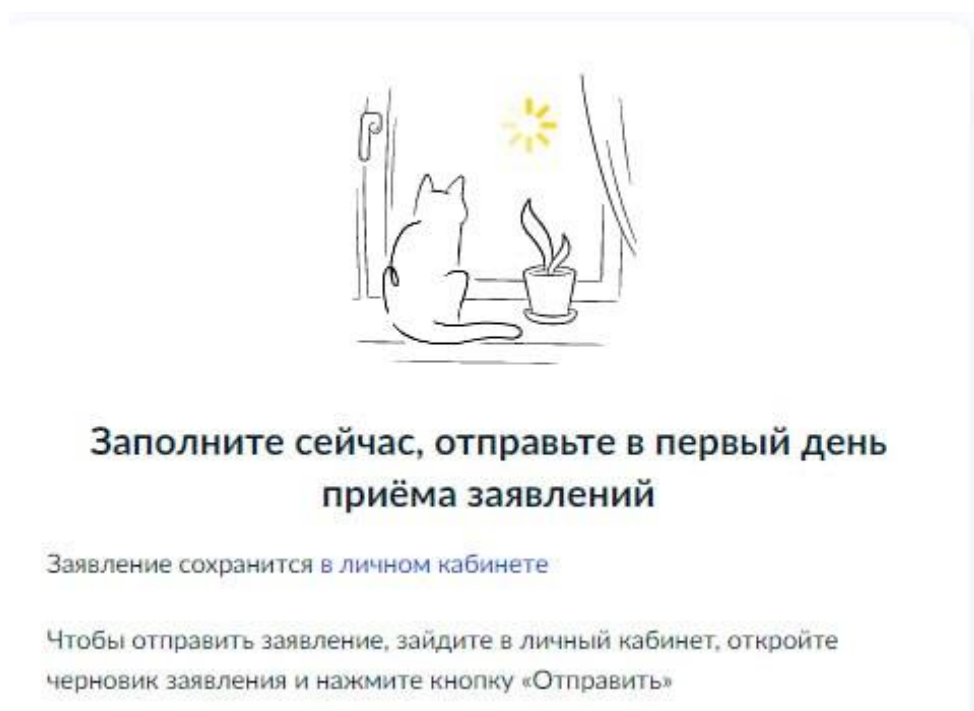 Заполните сейчас, отправьте в первый день
приёма заявлений
Заявление сохранится в личном кабинете
Чтобы отправить заявление, зайдите в личный кабинет, откройте
черновик заявления и нажмите кнопку «Отправить»